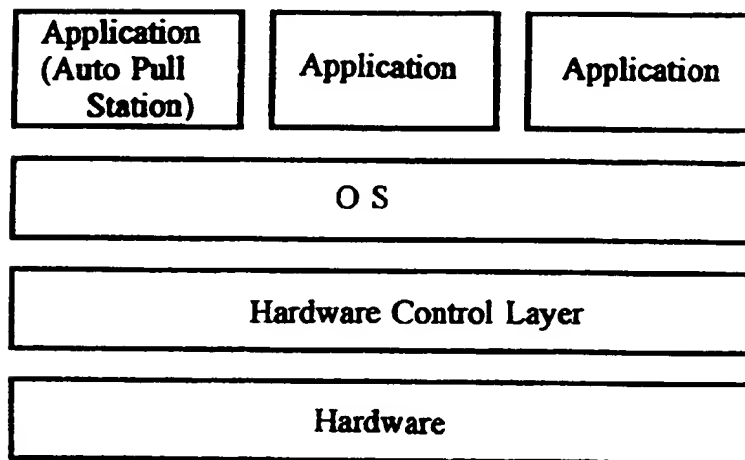 Application
(Auto Pull
Station)
Application
Application
O S
Hardware Control Layer
Hardware